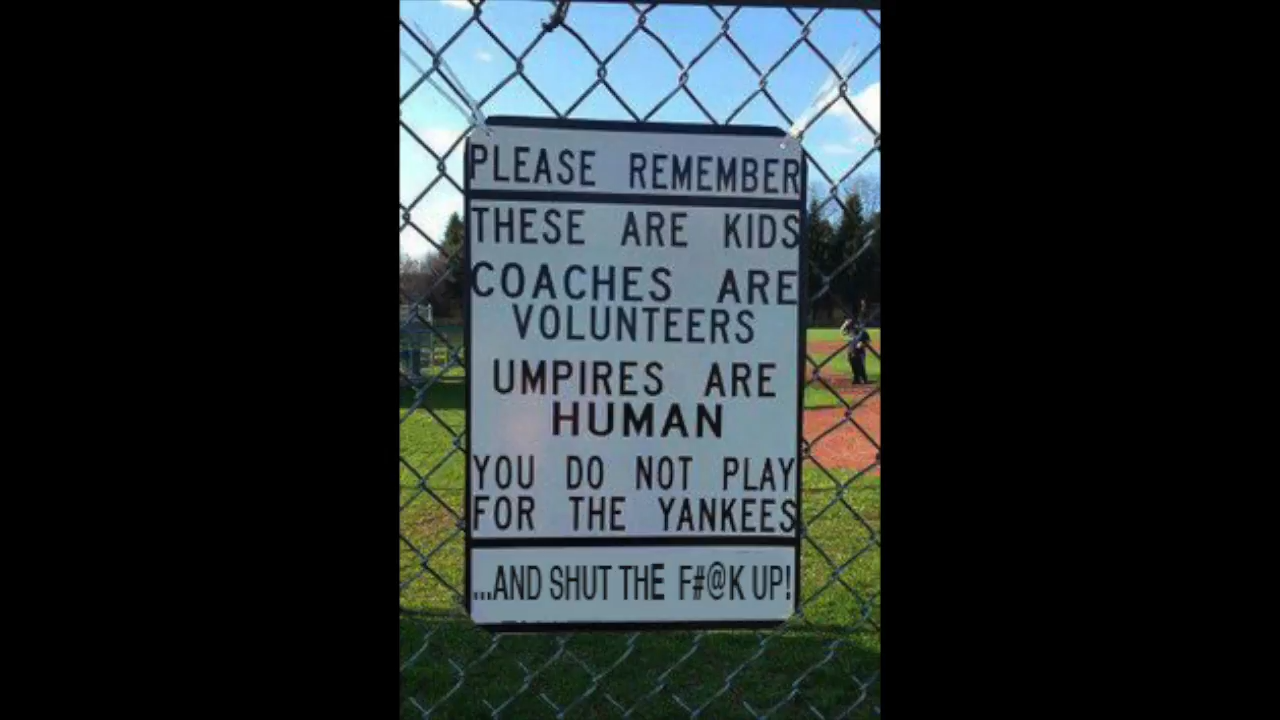 PLEASE REMEMBER
THESE ARE KIDS
COACHES ARE
VOLUNTEERS
UMPIRES ARE
HUMAN
YOU DO NOT PLAY
FOR THE YANKEES
...AND SHUT THE F#@K UP!